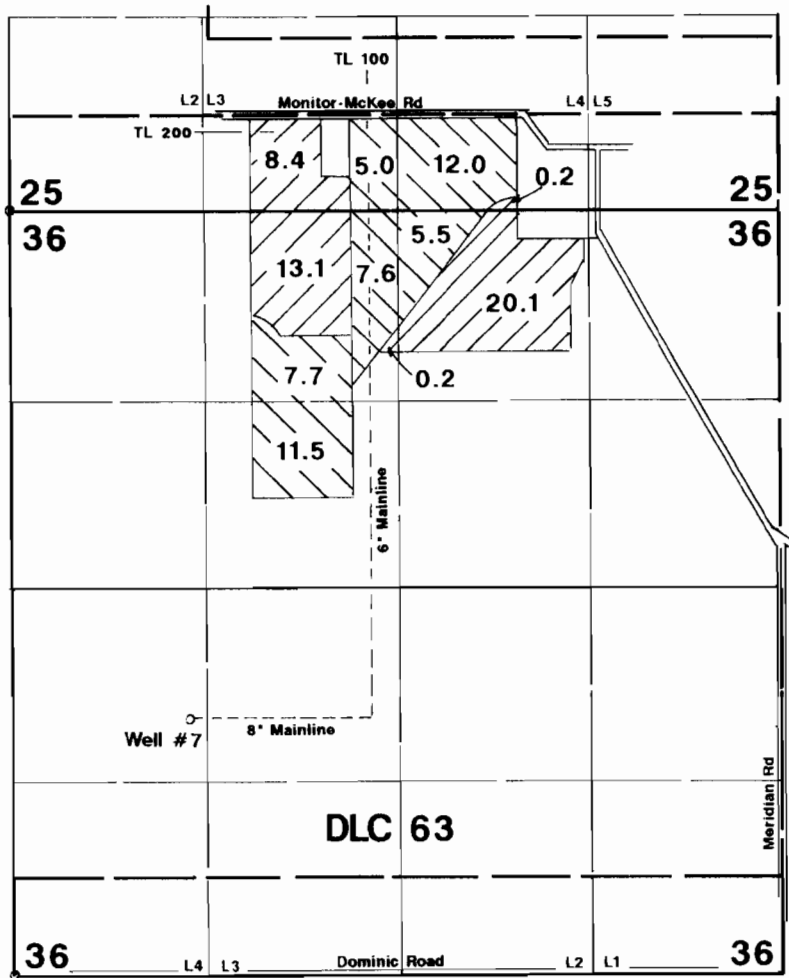 TL 100
L2 L3
Monitor-McKee Rd
L4 L5
TL 200
8.4
5.0
12.0
0.2
25
25
36
36
5.5
13.1
7.6
20.1
7.7
0.2
11.5
6" Mainline
Well #7
8" Mainline
Meridian Rd
DLC 63
36
L4 L3
Dominic Road
L2 L1
36